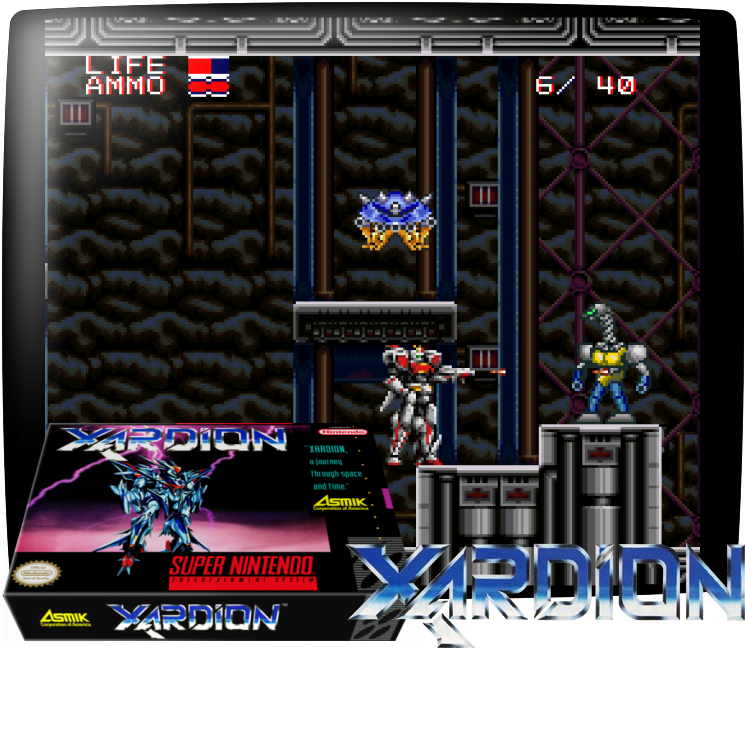 LIFE
AMMO
6/ 40
XARDION
Nintendo
"XARDION,
a journey
through space
and time."
ASMIK
Corporation of America
SUPER NINTENDO
ENTERTAINMENT SYSTEM
ASMIK
Corporation of America
XARDION™
XARDION